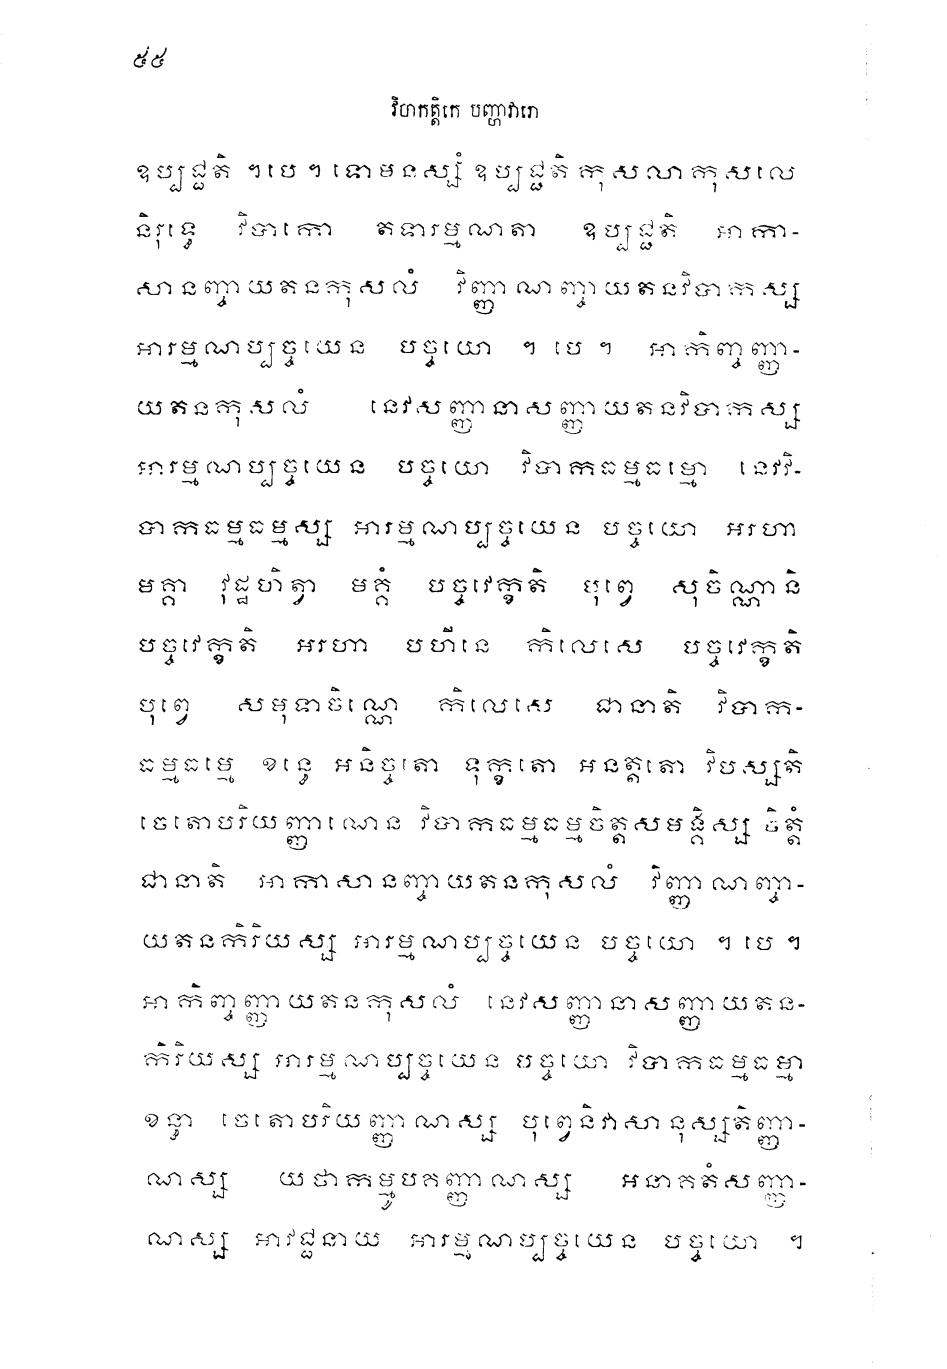 ៥៥
វិបាកត្តិកេ បញ្ហាវារោ
ឧប្បជ្ជតិ ។បេ។ ទោមនស្សំ ឧប្បជ្ជតិ កុសលាកុសលេ
និរុទ្ធេ វិបាកោ តទារម្មណតា ឧប្បជ្ជតិ អាកា-
សានញ្ចាយតនកុសលំ វិញ្ញាណញ្ចាយតនវិបាកស្ស
អារម្មណប្បច្ចយេន បច្ចយោ ។ បេ ។ អាកិញ្ចញ្ញា-
យតនកុសលំ នេវសញ្ញានាសញ្ញាយតនវិបាកស្ស
អារម្មណប្បច្ចយេន បច្ចយោ វិបាកធម្មធម្មោ នេវវិ-
បាកធម្មធម្មស្ស អារម្មណប្បច្ចយេន បច្ចយោ អរហា
មគ្គា វុដ្ឋហិត្វា មគ្គំ បច្ចវេក្ខតិ បុព្វេ សុចិណ្ណានិ
បច្ចវេក្ខតិ អរហា បហីនេ កិលេសេ បច្ចវេក្ខតិ
បុព្វេ សមុទាចិណ្ណេ កិលេសេ ជានាតិ វិបាក-
ធម្មធម្មេ ខន្ធេ អនិច្ចតោ ទុក្ខតោ អនត្តតោ វិបស្សតិ
ចេតោបរិយញ្ញាណេន វិបាកធម្មធម្មចិត្តសមង្គិស្ស ចិត្តំ
ជានាតិ អាកាសានញ្ចាយតនកុសលំ វិញ្ញាណញ្ចា-
យតនកិរិយស្ស អារម្មណប្បច្ចយេន បច្ចយោ ។ បេ ។
អាកិញ្ចញ្ញាយតនកុសលំ នេវសញ្ញានាសញ្ញាយតន-
កិរិយស្ស អារម្មណប្បច្ចយេន បច្ចយោ វិបាកធម្មធម្មា
ខន្ធា ចេតោបរិយញ្ញាណស្ស បុព្វេនិវាសានុស្សតិញ្ញា-
ណស្ស យថាកម្មូបគញ្ញាណស្ស អនាគតំសញ្ញា-
ណស្ស អាវជ្ជនាយ អារម្មណប្បច្ចយេន បច្ចយោ ។